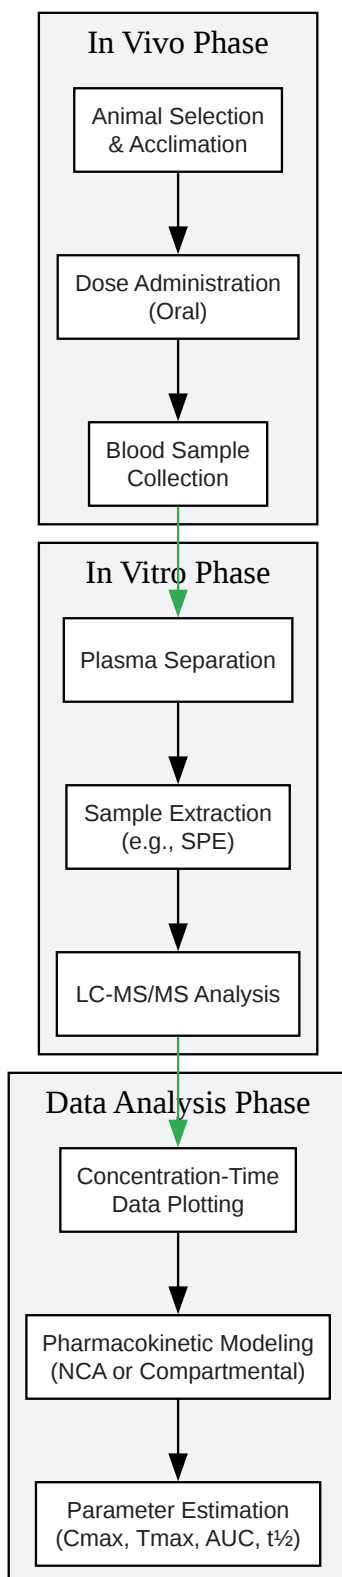 In Vivo Phase
Animal Selection
& Acclimation
Dose Administration
(Oral)
Blood Sample
Collection
In Vitro Phase
Plasma Separation
Sample Extraction
(e.g., SPE)
LC-MS/MS Analysis
Data Analysis Phase
Concentration-Time
Data Plotting
Pharmacokinetic Modeling
(NCA or Compartmental)
Parameter Estimation
(Cmax, Tmax, AUC, t½)